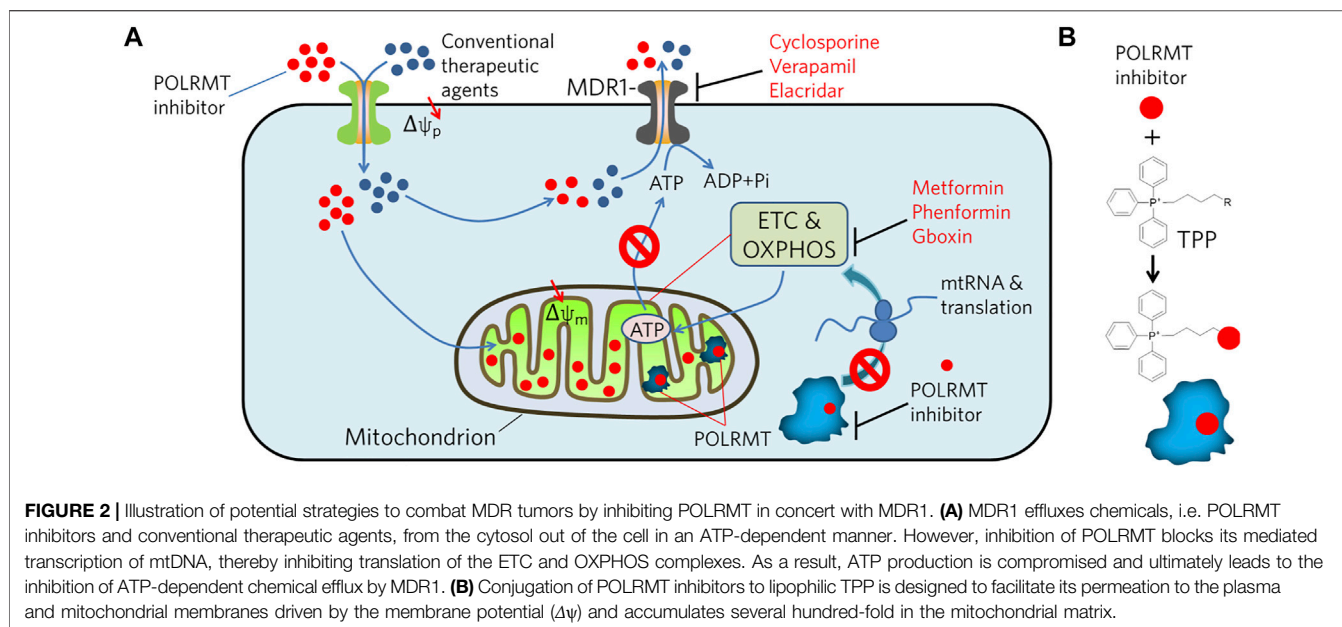 A
POLRMT
inhibitor
Conventional
therapeutic
agents
Δψp
MDR1-
Cyclosporine
Verapamil
Elacridar
ATP
ADP+Pi
Metformin
Phenformin
Gboxin
ETC &
OXPHOS
mtRNA &
translation
Δψm
ATP
Mitochondrion
POLRMT
POLRMT
inhibitor
B
POLRMT
inhibitor
+
P+
R
TPP
P+
FIGURE 2 | Illustration of potential strategies to combat MDR tumors by inhibiting POLRMT in concert with MDR1. (A) MDR1 effluxes chemicals, i.e. POLRMT
inhibitors and conventional therapeutic agents, from the cytosol out of the cell in an ATP-dependent manner. However, inhibition of POLRMT blocks its mediated
transcription of mtDNA, thereby inhibiting translation of the ETC and OXPHOS complexes. As a result, ATP production is compromised and ultimately leads to the
inhibition of ATP-dependent chemical efflux by MDR1. (B) Conjugation of POLRMT inhibitors to lipophilic TPP is designed to facilitate its permeation to the plasma
and mitochondrial membranes driven by the membrane potential (Δψ) and accumulates several hundred-fold in the mitochondrial matrix.